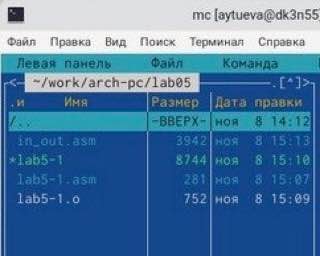 mc [aytueva@dk3n55]
Файл Правка Вид Поиск Терминал Справка
Левая панель Файл Команда
<— ~/work/arch-pc/lab05 .[^]>
.и Имя Размер Дата правки
/.. -ВВЕРХ- ноя 8 14:12
in_out.asm 3942 ноя 8 15:13
*lab5-1 8744 ноя 8 15:10
lab5-1.asm 281 ноя 8 15:07
lab5-1.o 752 ноя 8 15:09